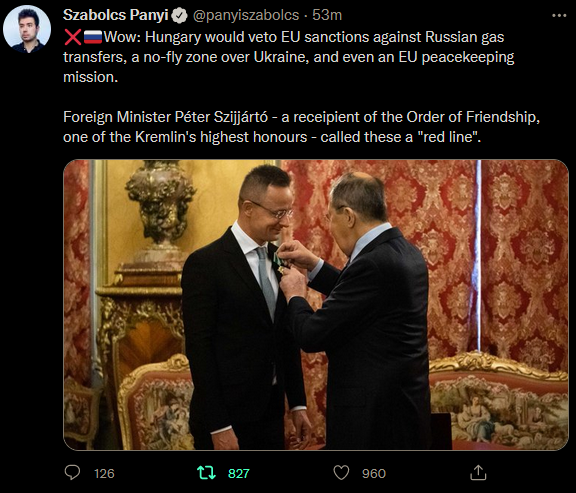 Szabolcs Panyi @panyiszabolcs · 53m
❌🇷🇺Wow: Hungary would veto EU sanctions against Russian gas
transfers, a no-fly zone over Ukraine, and even an EU peacekeeping
mission.
Foreign Minister Péter Szijjártó - a receipient of the Order of Friendship,
one of the Kremlin's highest honours - called these a "red line".
126 827 960